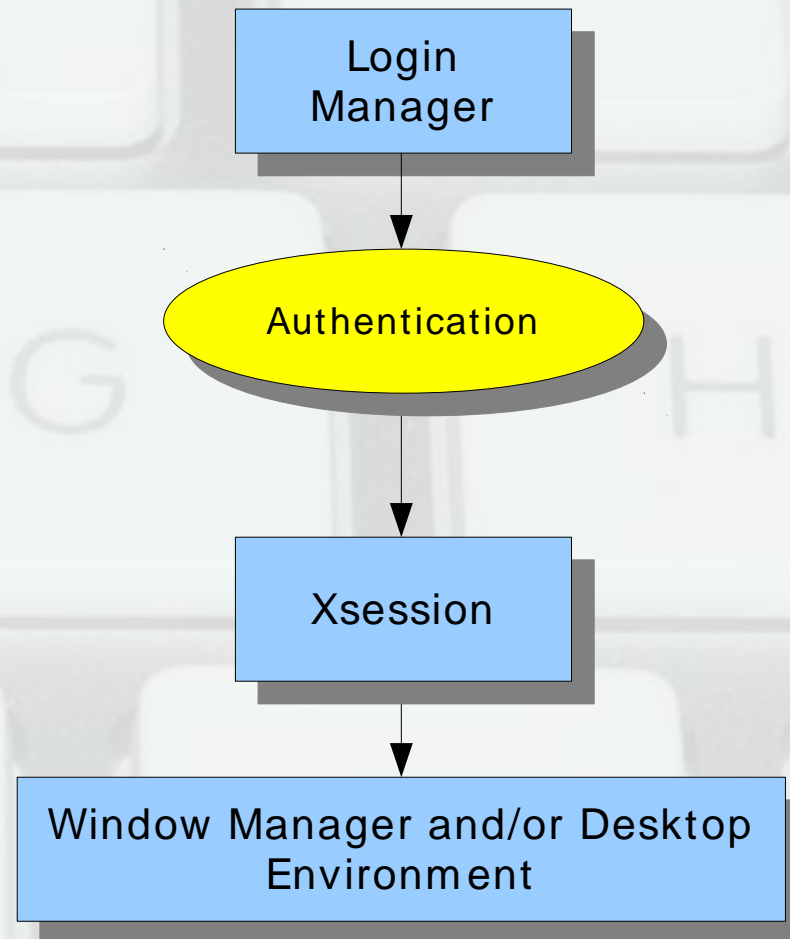 Login
Manager
Authentication
G
H
Xsession
Window Manager and/or Desktop
Environment